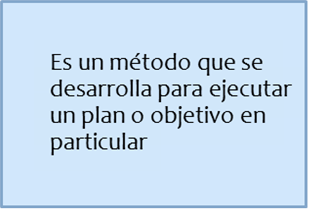 Es un método que se
desarrolla para ejecutar
un plan o objetivo en
particular